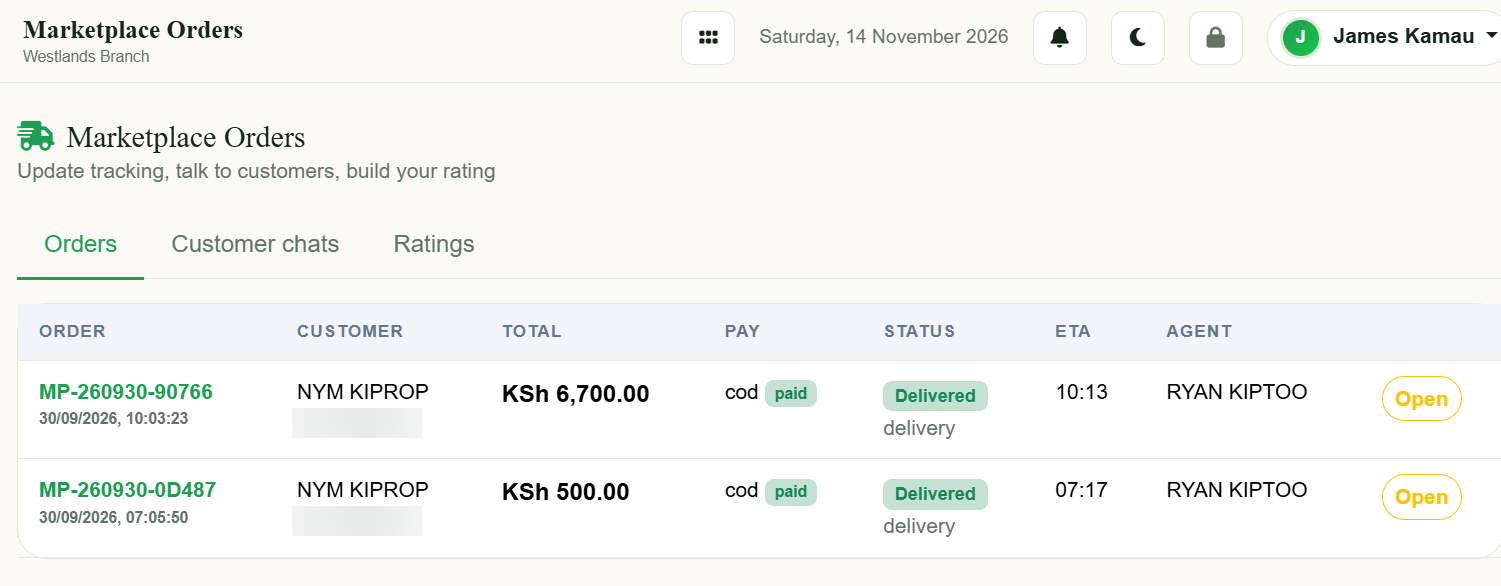 Marketplace Orders
Westlands Branch
Saturday, 14 November 2026
J
James Kamau
Marketplace Orders
Update tracking, talk to customers, build your rating
Orders Customer chats Ratings
ORDER CUSTOMER TOTAL PAY STATUS ETA AGENT
MP-260930-90766 NYM KIPROP KSh 6,700.00 cod paid Delivered 10:13 RYAN KIPTOO Open
30/09/2026, 10:03:23 delivery
MP-260930-0D487 NYM KIPROP KSh 500.00 cod paid Delivered 07:17 RYAN KIPTOO Open
30/09/2026, 07:05:50 delivery